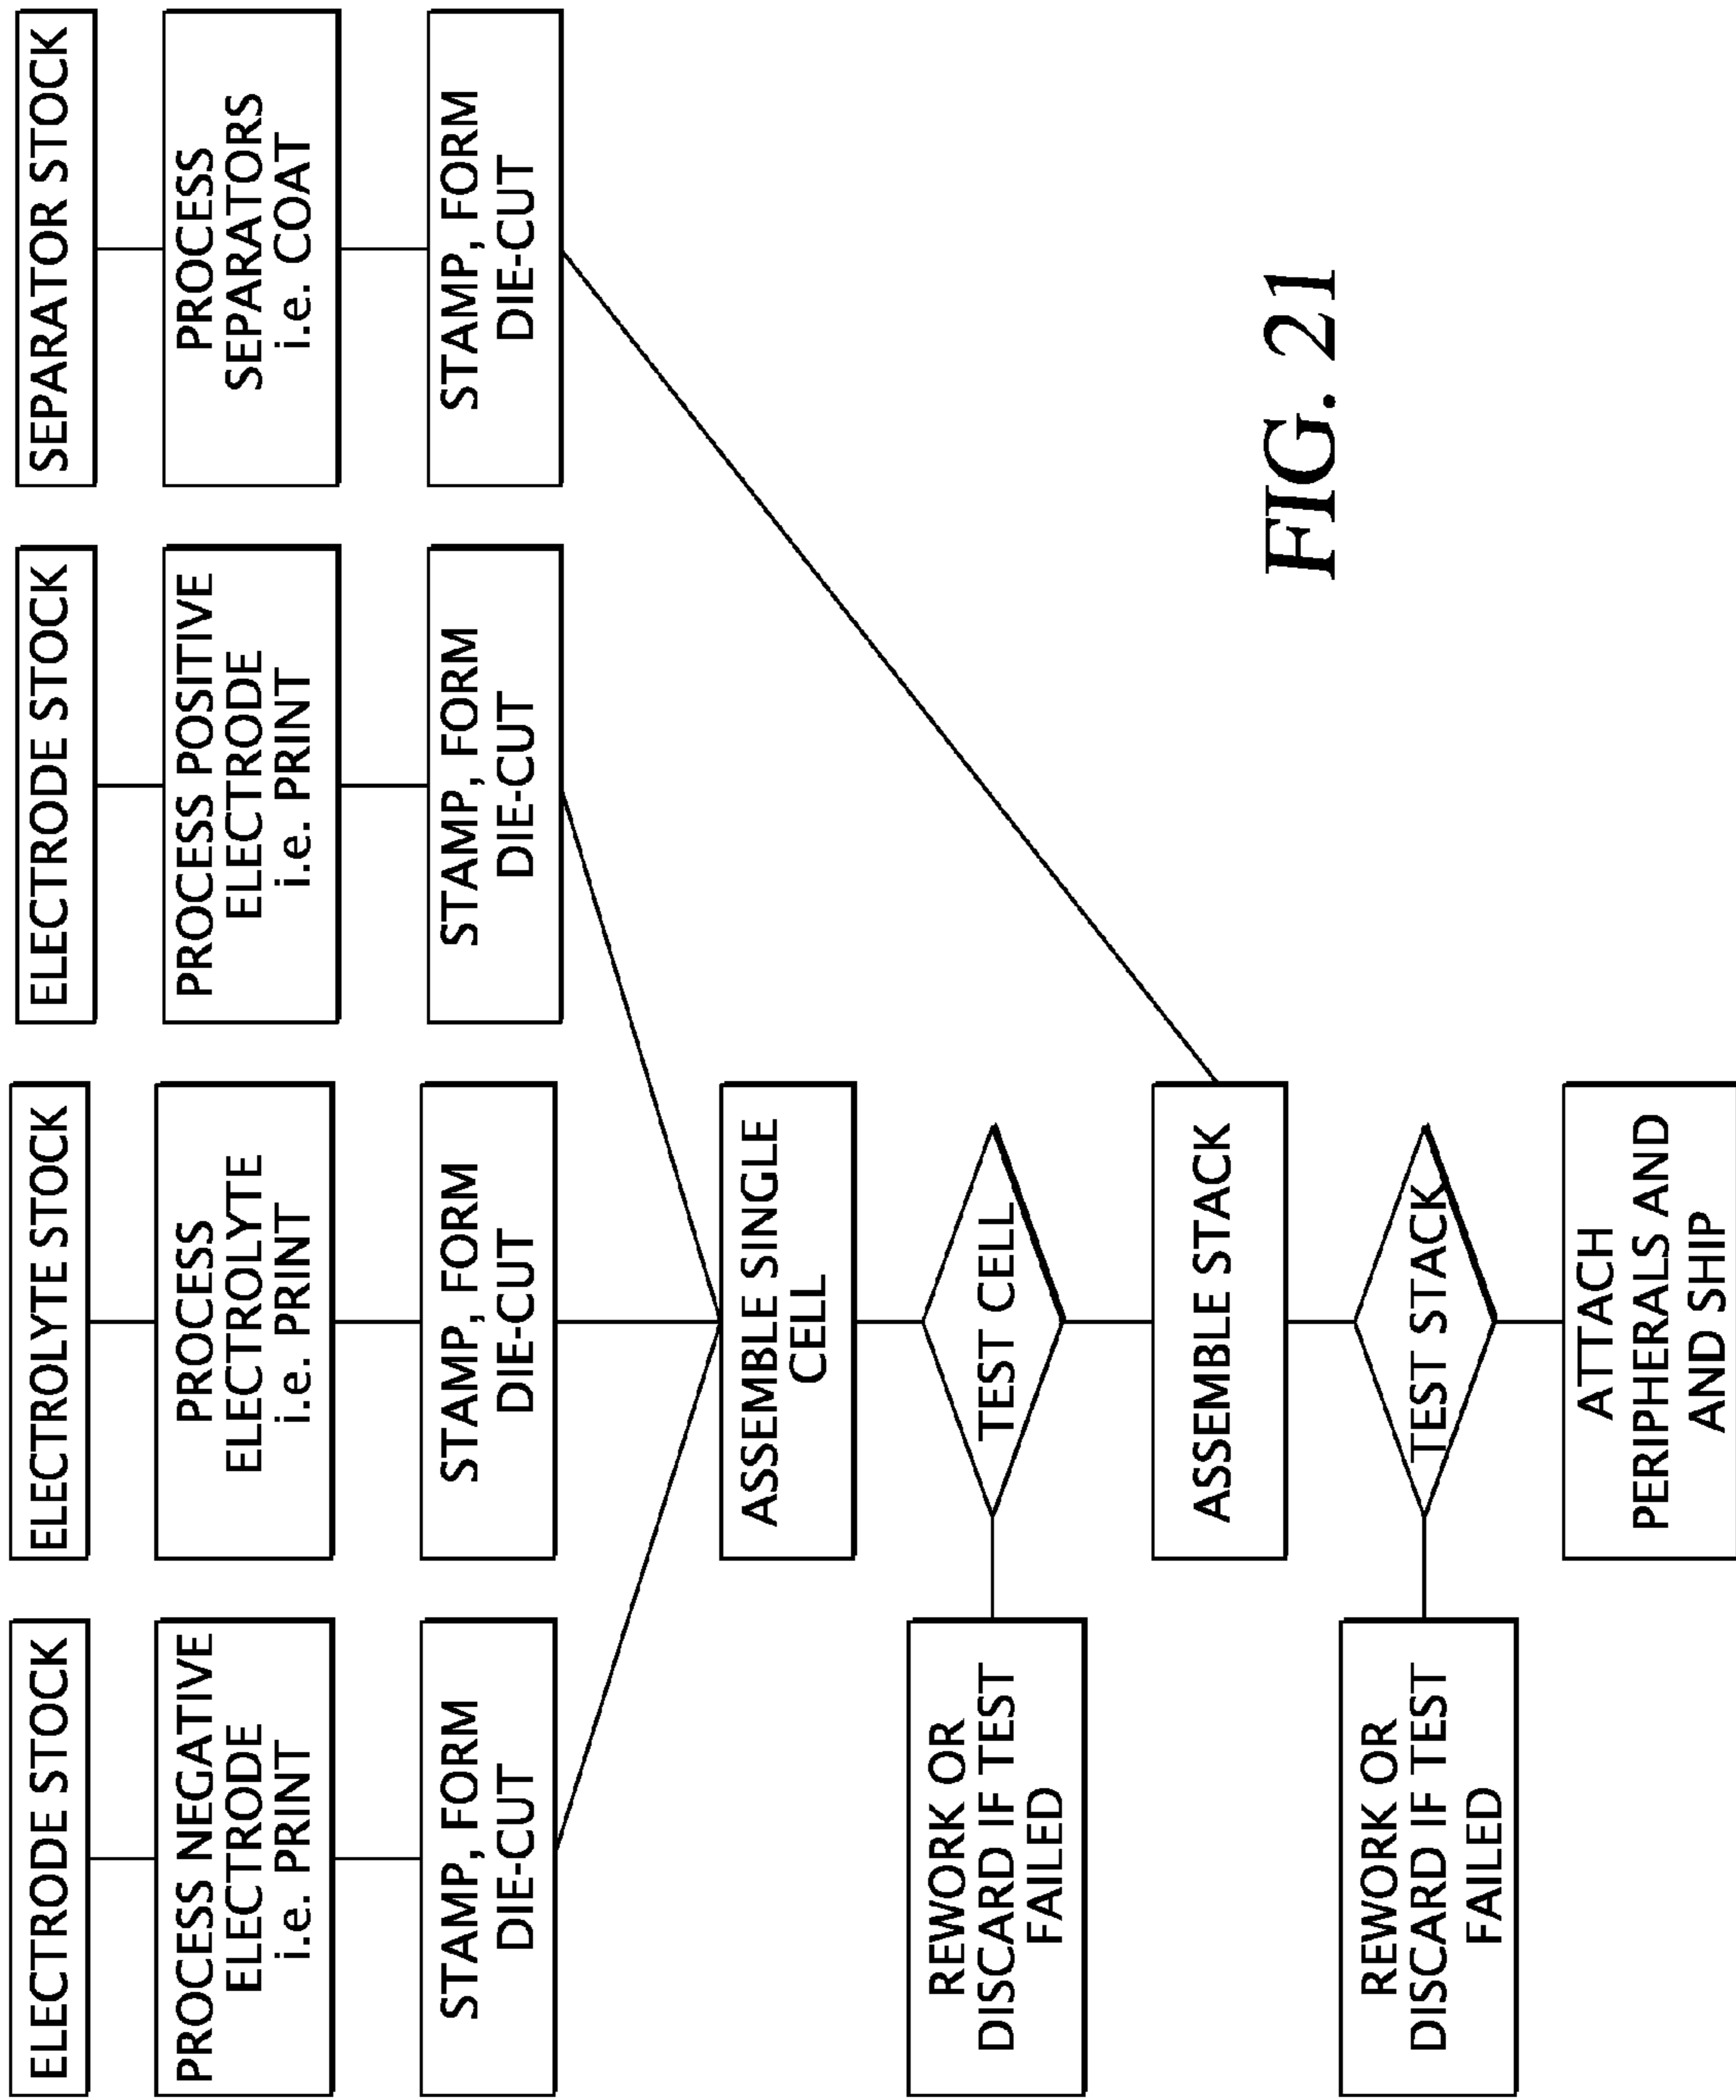 ELECTRODE STOCK
ELECTROLYTE STOCK
ELECTRODE STOCK
SEPARATOR STOCK
PROCESS NEGATIVE
ELECTRODE
i.e. PRINT
PROCESS
ELECTROLYTE
i.e. PRINT
PROCESS POSITIVE
ELECTRODE
i.e. PRINT
PROCESS
SEPARATORS
i.e. COAT
STAMP, FORM
DIE-CUT
STAMP, FORM
DIE-CUT
STAMP, FORM
DIE-CUT
STAMP, FORM
DIE-CUT
ASSEMBLE SINGLE
CELL
REWORK OR
DISCARD IF TEST
FAILED
TEST CELL
ASSEMBLE STACK
REWORK OR
DISCARD IF TEST
FAILED
TEST STACK
ATTACH
PERIPHERALS AND
AND SHIP
FIG. 21